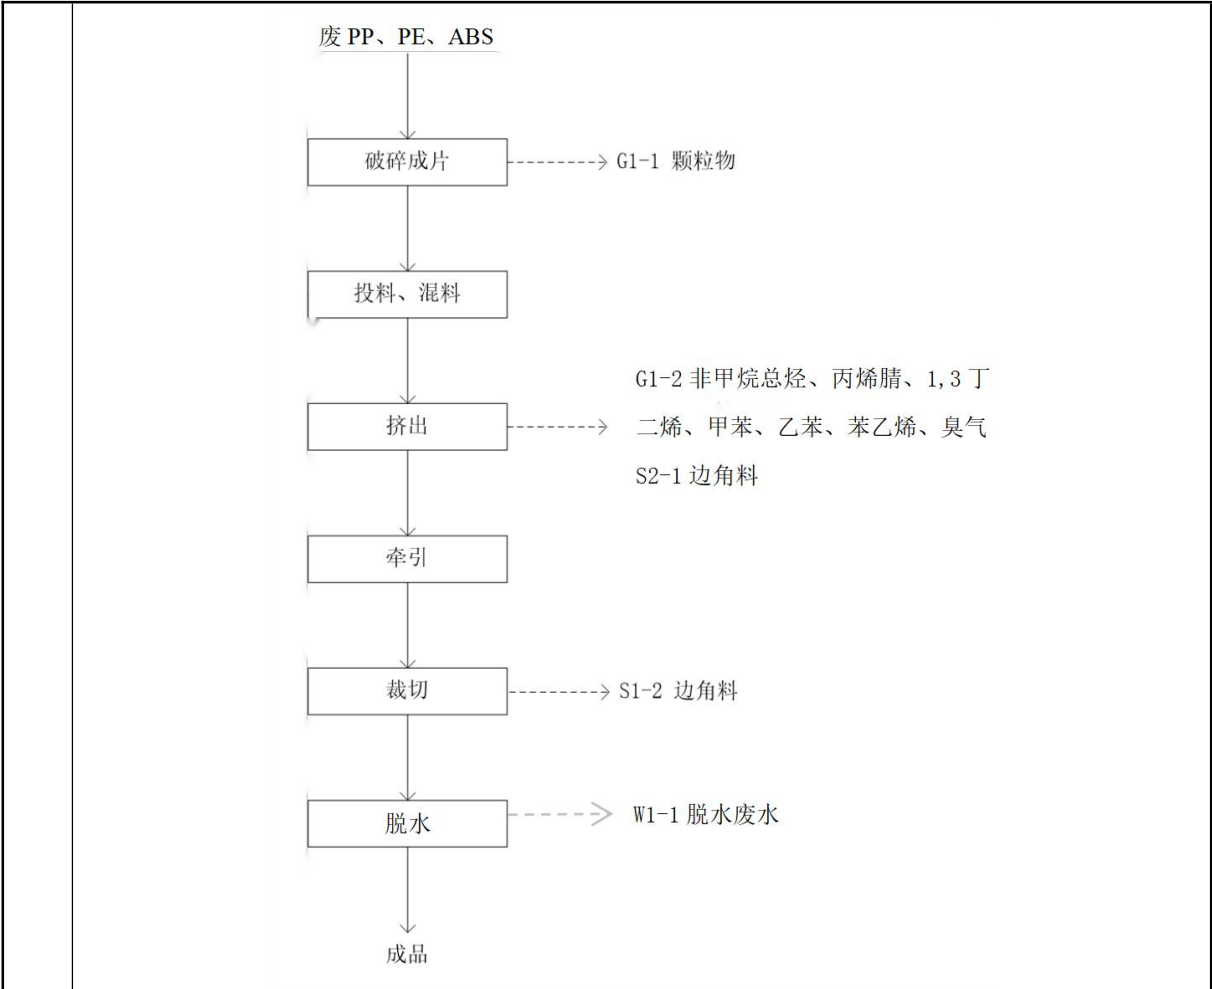 废 PP、PE、ABS
破碎成片
G1-1 颗粒物
投料、混料
G1-2 非甲烷总烃、丙烯腈、1,3 丁
挤出
二烯、甲苯、乙苯、苯乙烯、臭气
S2-1 边角料
牵引
裁切
S1-2 边角料
脱水
W1-1 脱水废水
成品